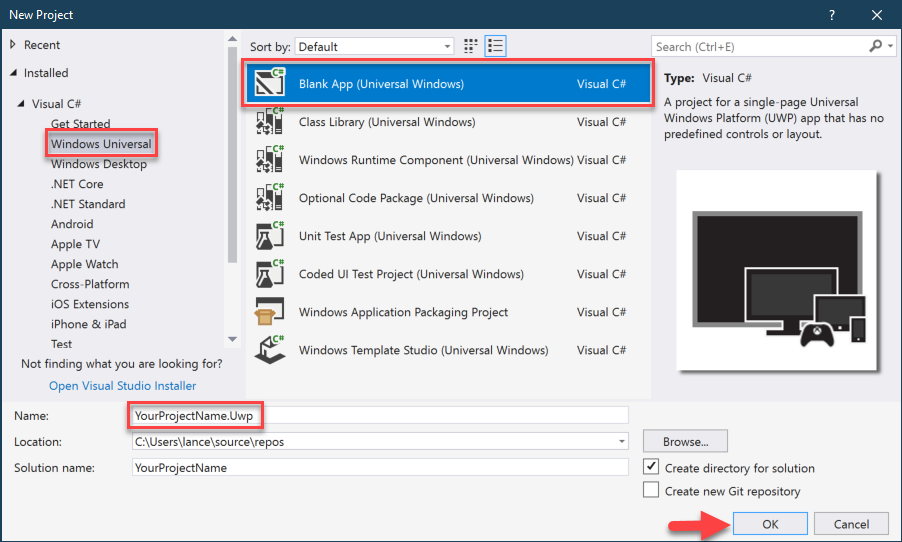 New Project
?
Recent
Installed
Visual C#
Get Started
Windows Universal
Windows Desktop
.NET Core
.NET Standard
Android
Apple TV
Apple Watch
Cross-Platform
iOS Extensions
iPhone & iPad
Test
Not finding what you are looking for?
Open Visual Studio Installer
Sort by: Default
C# Blank App (Universal Windows) Visual C#
C# Class Library (Universal Windows) Visual C#
C# Windows Runtime Component (Universal Windows) Visual C#
C# Optional Code Package (Universal Windows) Visual C#
C# Unit Test App (Universal Windows) Visual C#
C# Coded UI Test Project (Universal Windows) Visual C#
Windows Application Packaging Project Visual C#
C# Windows Template Studio (Universal Windows) Visual C#
Search (Ctrl+E)
Type: Visual C#
A project for a single-page Universal
Windows Platform (UWP) app that has no
predefined controls or layout.
Name: YourProjectName.Uwp
Location: C:\Users\lance\source\repos
Browse...
Solution name: YourProjectName
Create directory for solution
Create new Git repository
OK
Cancel